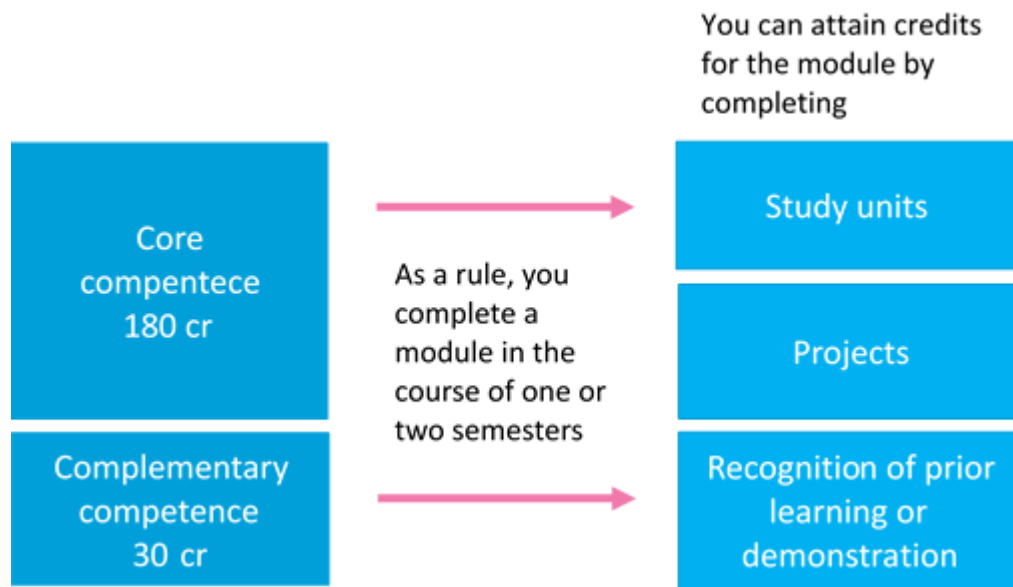 You can attain credits
for the module by
completing
Core
compentece
180 cr
As a rule, you
complete a
module in the
course of one or
two semesters
Study units
Projects
Complementary
competence
30 cr
Recognition of prior
learning or
demonstration